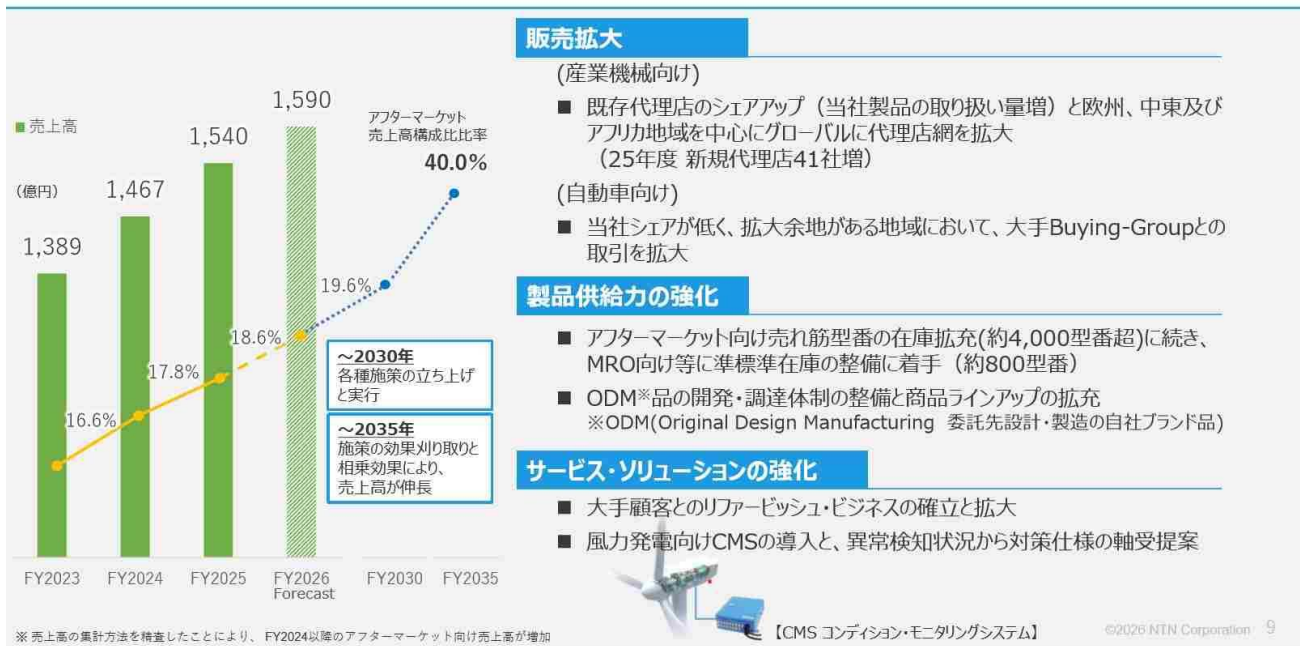 ■売上高
(億円)
1,389
1,467
1,540
1,590
アフターマーケット
売上高構成比比率
40.0%
16.6%
17.8%
18.6%
19.6%
～2030年
各種施策の立ち上げ
と実行
～2035年
施策の効果刈り取りと
相乗効果により、
売上高が伸長
FY2023
FY2024
FY2025
FY2026
Forecast
FY2030
FY2035
※ 売上高の集計方法を精査したことにより、 FY2024以降のアフターマーケット向け売上高が増加
販売拡大
(産業機械向け)
■ 既存代理店のシェアアップ（当社製品の取り扱い量増）と欧州、中東及び
アフリカ地域を中心にグローバルに代理店網を拡大
（25年度 新規代理店41社増）
(自動車向け)
■ 当社シェアが低く、拡大余地がある地域において、大手Buying-Groupとの
取引を拡大
製品供給力の強化
■ アフターマーケット向け売れ筋型番の在庫拡充(約4,000型番超)に続き、
MRO向け等に準標準在庫の整備に着手（約800型番）
■ ODM※品の開発・調達体制の整備と商品ラインアップの拡充
※ODM(Original Design Manufacturing 委託先設計・製造の自社ブランド品)
サービス・ソリューションの強化
■ 大手顧客とのリファービッシュ・ビジネスの確立と拡大
■ 風力発電向けCMSの導入と、異常検知状況から対策仕様の軸受提案
【CMS コンディション・モニタリングシステム】
©2026 NTN Corporation 9